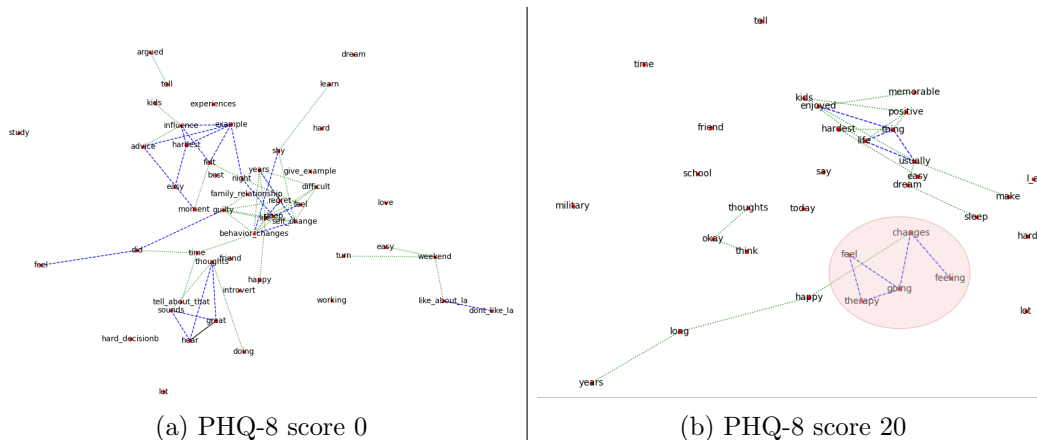 argued
dream
tell
learn
kids
experiences
influence
example
study
hard
advice
hardest
shy
felt
years
give_example
best
night
difficult
easy
family_relationship
regret
feel
moment
guilty
love
self_change
behavior_changes
did
time
easy
thoughts
friend
turn
weekend
feel
happy
introvert
tell_about_that
working
like_about_la
sounds
dont_like_la
great
hard_decisionb
hear
doing
lot
(a) PHQ-8 score 0
tell
time
memorable
kids
enjoyed
positive
friend
hardest
thing
life
usually
school
say
easy
dream
make
military
thoughts
today
sleep
okay
changes
hard
think
feel
going
feeling
therapy
happy
lot
long
years
(b) PHQ-8 score 20